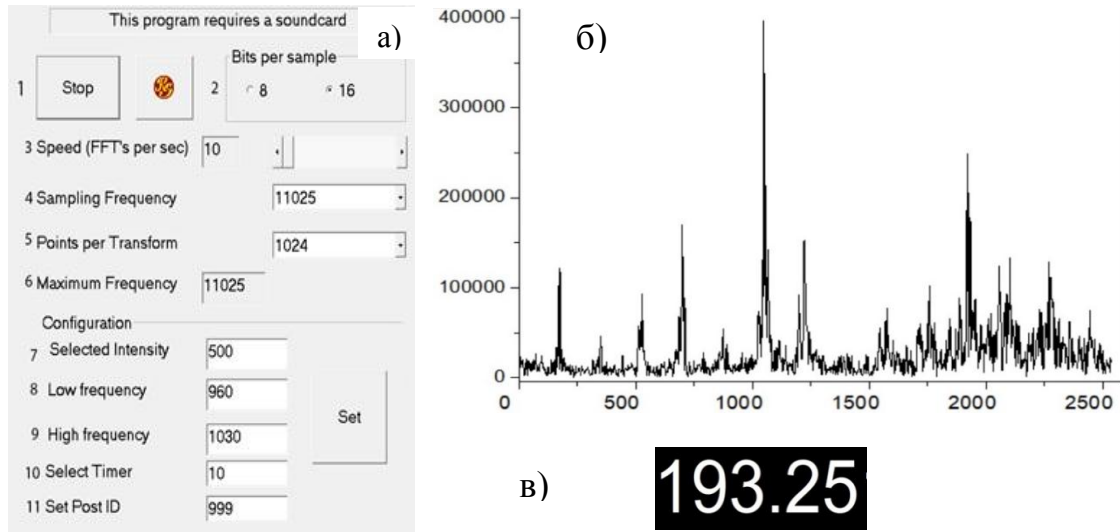 This program requires a soundcard
а)
1 Stop
2 Bits per sample
8 16
3 Speed (FFT's per sec) 10
4 Sampling Frequency 11025
5 Points per Transform 1024
6 Maximum Frequency 11025
Configuration
7 Selected Intensity 500
8 Low frequency 960
9 High frequency 1030
Set
10 Select Timer 10
11 Set Post ID 999
б)
400000
300000
200000
100000
0
0 500 1000 1500 2000 2500
в) 193.25